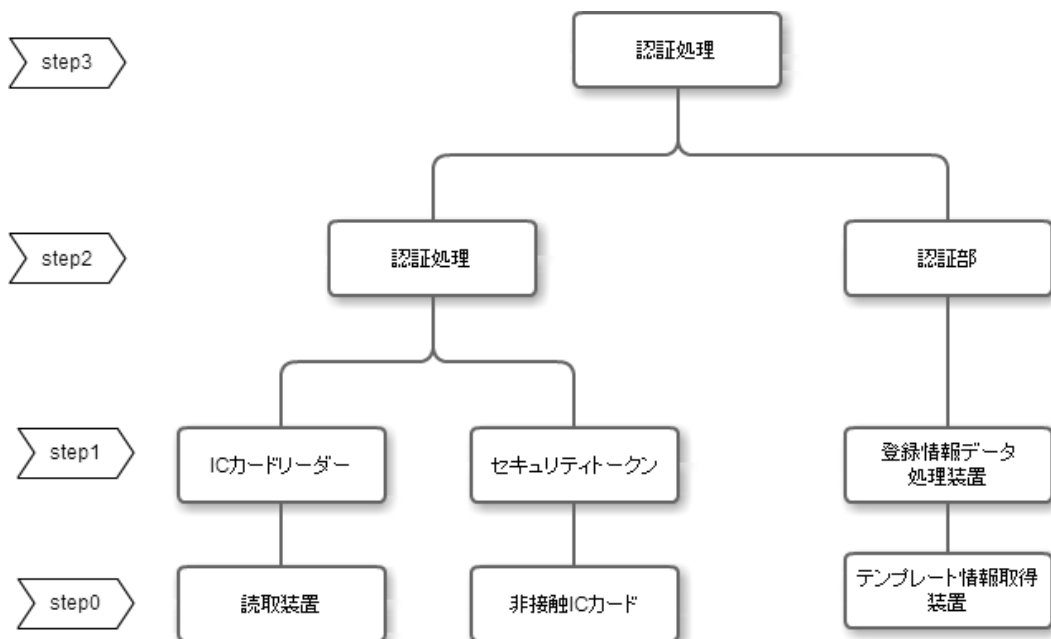 step3
認証処理
step2
認証処理
認証部
step1
ICカードリーダー
セキュリティトークン
登録情報データ
処理装置
step0
読取装置
非接触ICカード
テンプレート情報取得
装置